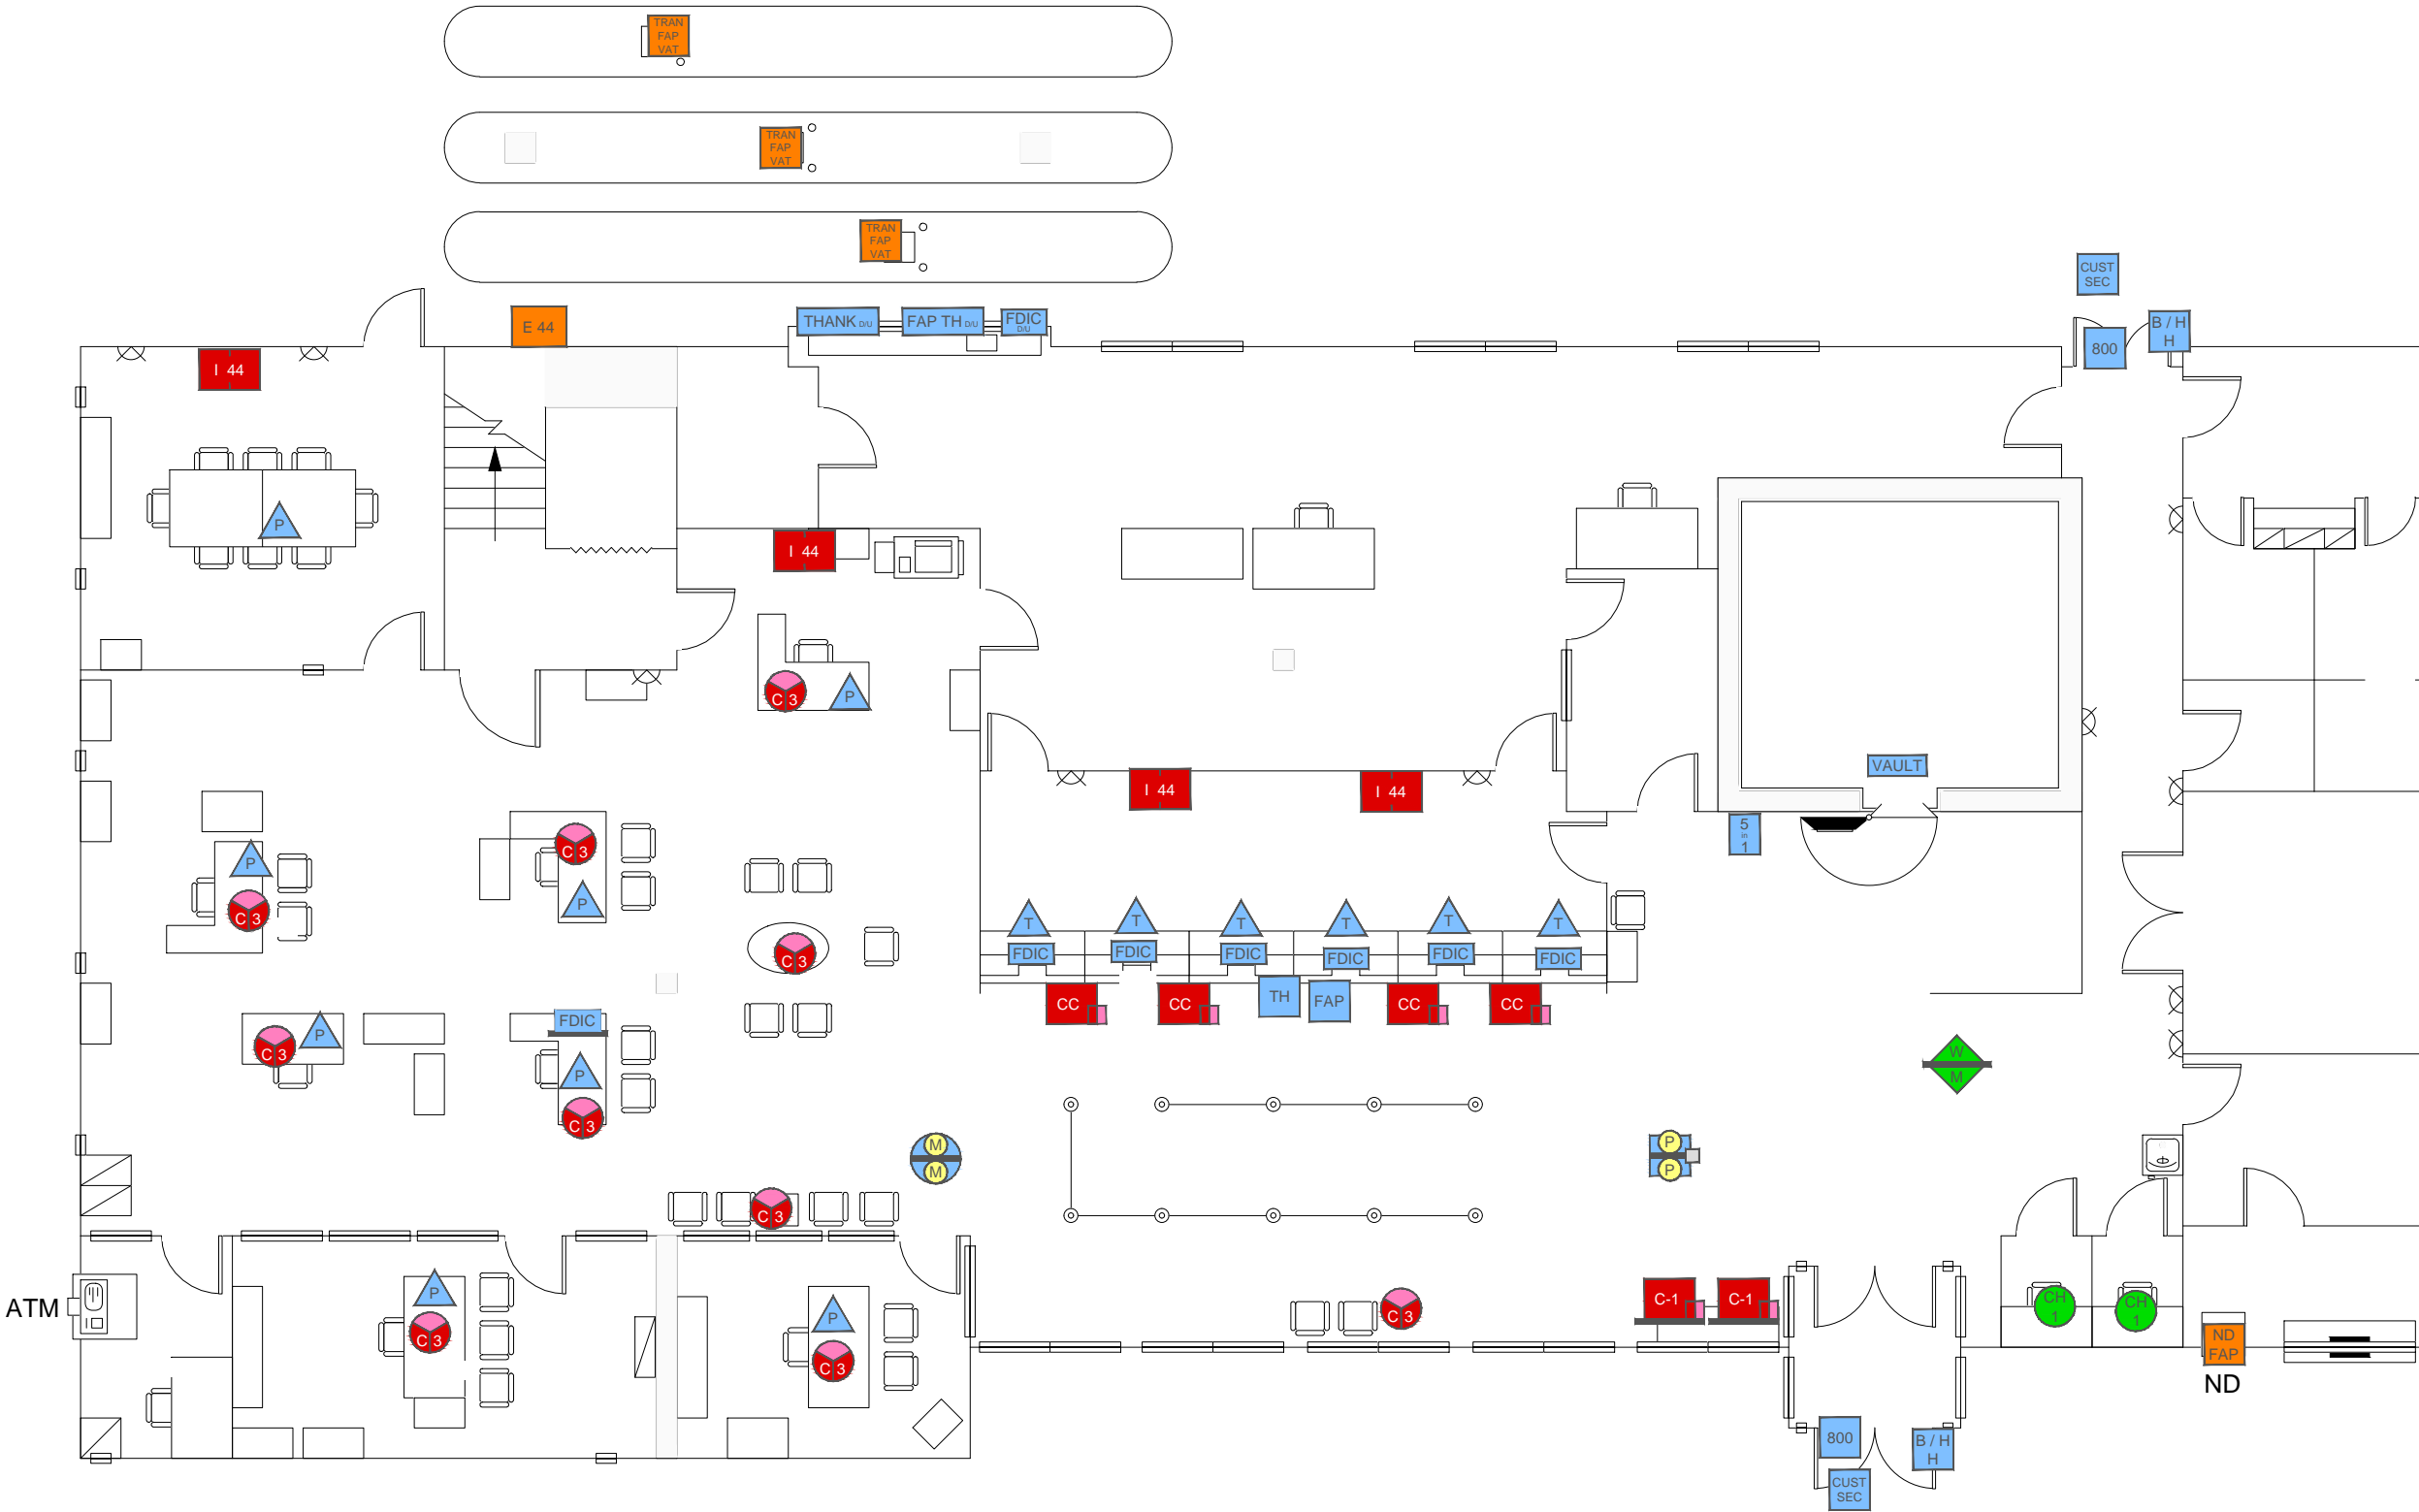 TRAN
FAP
VAT
TRAN
FAP
VAT
TRAN
FAP
VAT
CUST
SEC
E 44
THANK D/U
FAP TH D/U
FDIC
D/U
800
B / H
H
I 44
P
I 44
C 3
P
VAULT
I 44
I 44
5
in
1
P
C 3
C 3
P
C 3
T
T
T
T
T
T
FDIC
FDIC
FDIC
FDIC
FDIC
FDIC
CC
CC
TH
FAP
CC
CC
C 3
P
FDIC
P
C 3
W
M
M
M
P
P
C 3
ATM
P
C 3
P
C 3
C 3
C-1
C-1
CH
1
CH
1
ND
FAP
ND
800
B / H
H
CUST
SEC